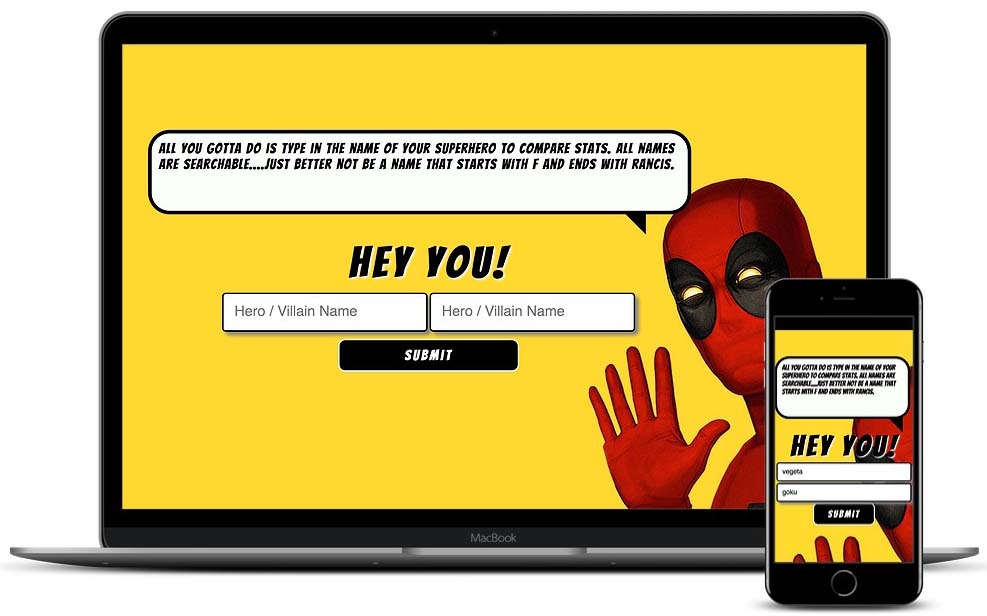 ALL YOU GOTTA DO IS TYPE IN THE NAME OF YOUR SUPERHERO TO COMPARE STATS. ALL NAMES
ARE SEARCHABLE....JUST BETTER NOT BE A NAME THAT STARTS WITH F AND ENDS WITH RANCIS.
HEY YOU!
Hero / Villain Name
Hero / Villain Name
SUBMIT
MacBook
ALL YOU GOTTA DO IS TYPE IN THE NAME OF YOUR
SUPERHERO TO COMPARE STATS. ALL NAMES ARE
SEARCHABLE....JUST BETTER NOT BE A NAME THAT
STARTS WITH F AND ENDS WITH RANCIS.
HEY YOU!
vegeta
goku
SUBMIT